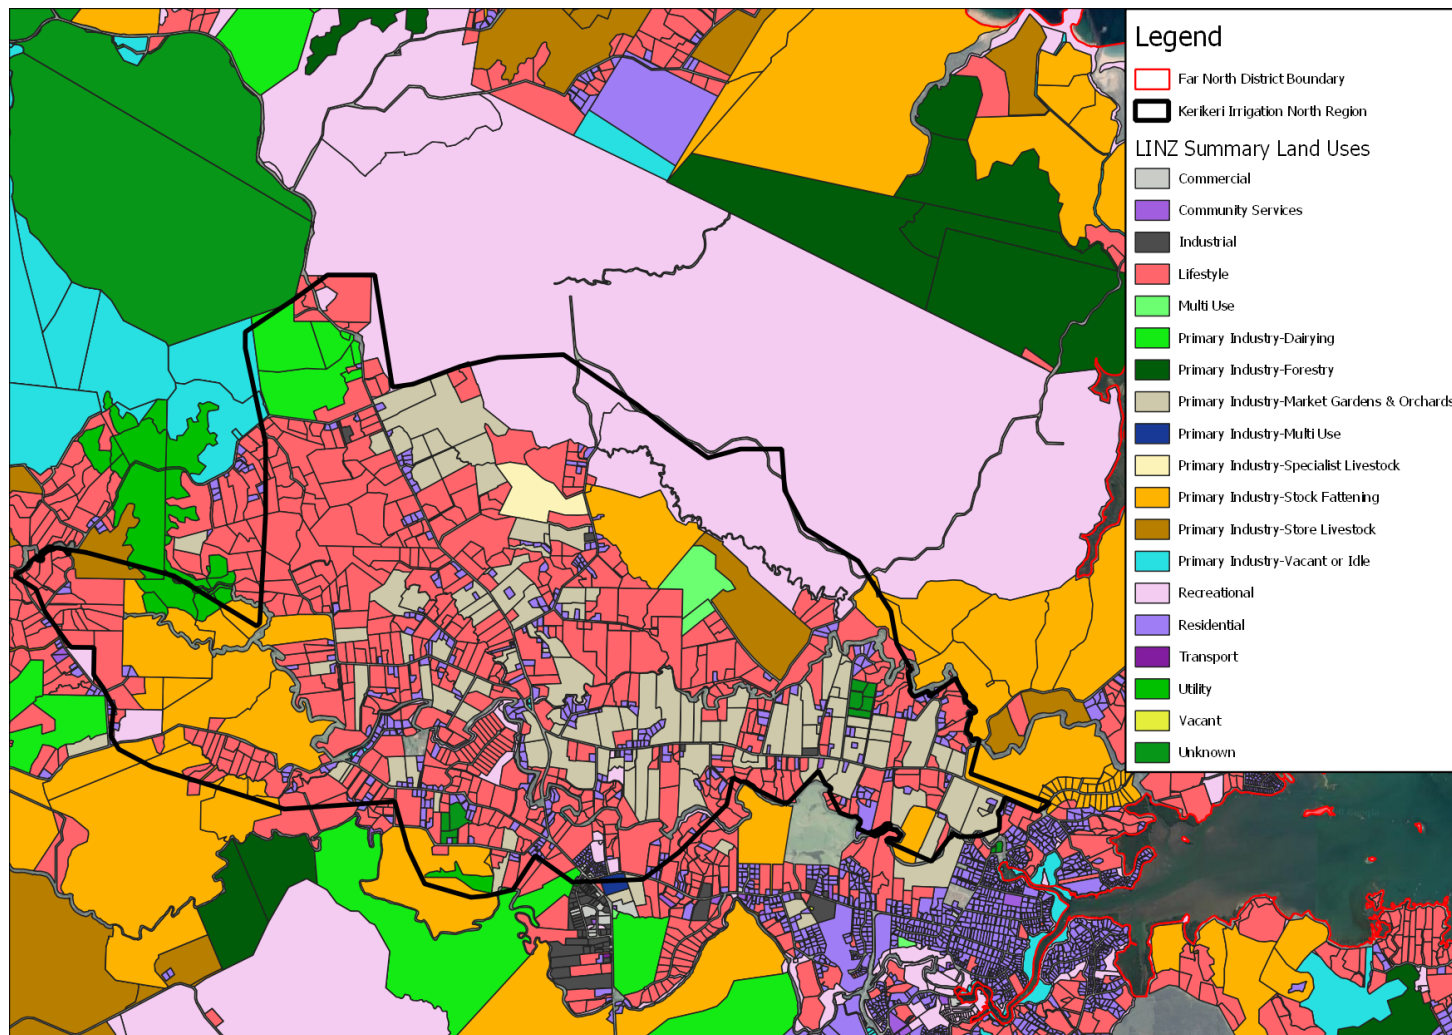 Legend
Far North District Boundary
Kerikeri Irrigation North Region
LINZ Summary Land Uses
Commercial
Community Services
Industrial
Lifestyle
Multi Use
Primary Industry-Dairying
Primary Industry-Forestry
Primary Industry-Market Gardens & Orchards
Primary Industry-Multi Use
Primary Industry-Specialist Livestock
Primary Industry-Stock Fattening
Primary Industry-Store Livestock
Primary Industry-Vacant or Idle
Recreational
Residential
Transport
Utility
Vacant
Unknown